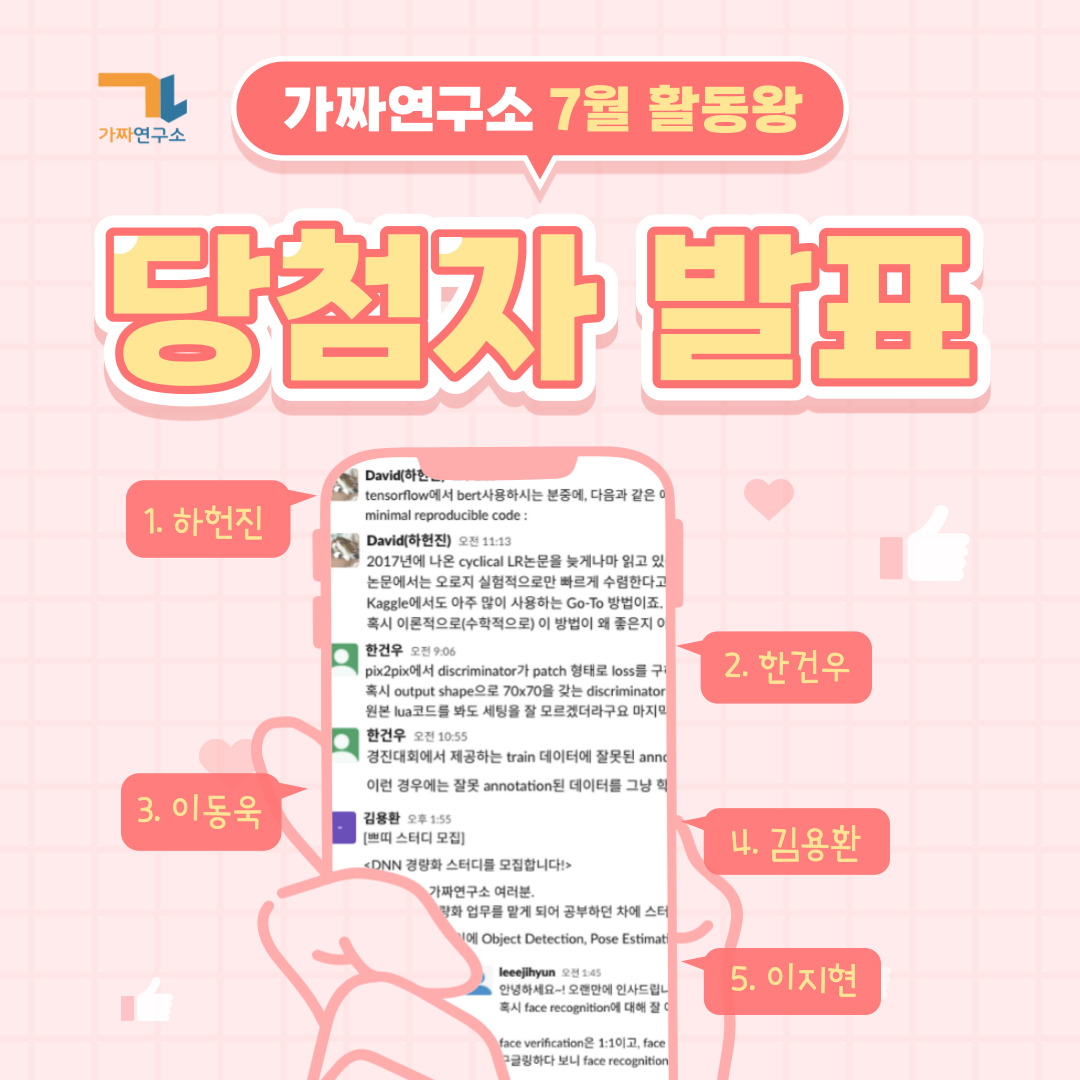 가짜연구소
가짜연구소 7월 활동왕
당첨자 발표
1. 하헌진
David(하헌진)
tensorflow에서 bert사용하시는 분중에, 다음과 같은
minimal reproducible code :
David(하헌진) 오전 11:13
2017년에 나온 cyclical LR논문을 늦게나마 읽고 있
논문에서는 오로지 실험적으로만 빠르게 수렴한다고
Kaggle에서도 아주 많이 사용하는 Go-To 방법이죠.
혹시 이론적으로(수학적으로) 이 방법이 왜 좋은지
2. 한건우
한건우 오전 9:06
pix2pix에서 discriminator가 patch 형태로 loss를
혹시 output shape으로 70x70을 갖는 discriminator
원본 lua코드를 봐도 세팅을 잘 모르겠더라구요 마지막
한건우 오전 10:55
경진대회에서 제공하는 train 데이터에 잘못된 anno
이런 경우에는 잘못 annotation된 데이터를 그냥
3. 이동욱
4. 김용환
김용환 오후 1:55
[쁘띠 스터디 모집]
<DNN 경량화 스터디를 모집합니다!>
가짜연구소 여러분.
량화 업무를 맡게 되어 공부하던 차에 스터
에 Object Detection, Pose Estimati
5. 이지현
leeejihyun 오전 1:45
안녕하세요~! 오랜만에 인사드립니
혹시 face recognition에 대해 잘
face verification은 1:1이고, face
구글링하다 보니 face recognition